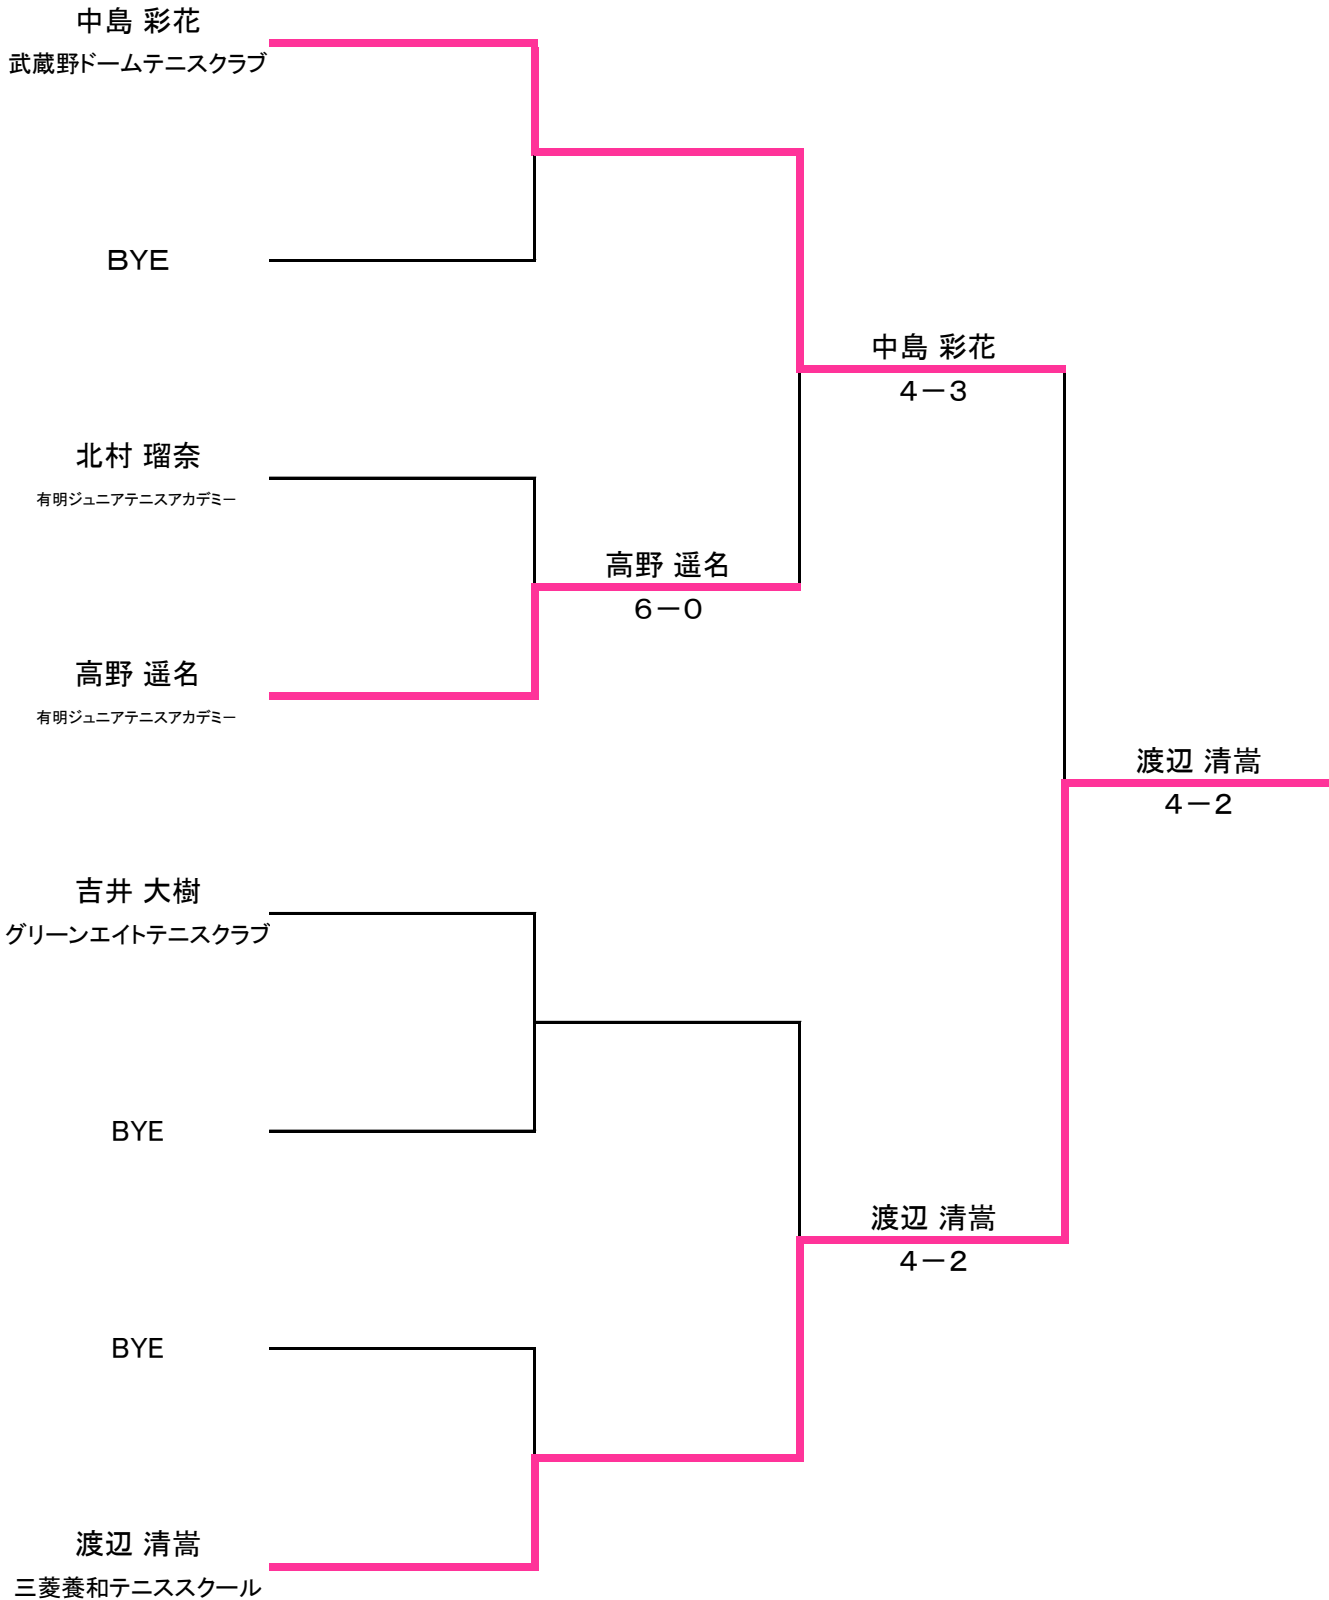 中島 彩花
武蔵野ドームテニスクラブ
BYE
中島 彩花
4－3
北村 瑠奈
有明ジュニアテニスアカデミー
高野 遥名
6－0
高野 遥名
有明ジュニアテニスアカデミー
渡辺 清嵩
4－2
吉井 大樹
グリーンエイトテニスクラブ
BYE
渡辺 清嵩
4－2
BYE
渡辺 清嵩
三菱養和テニススクール